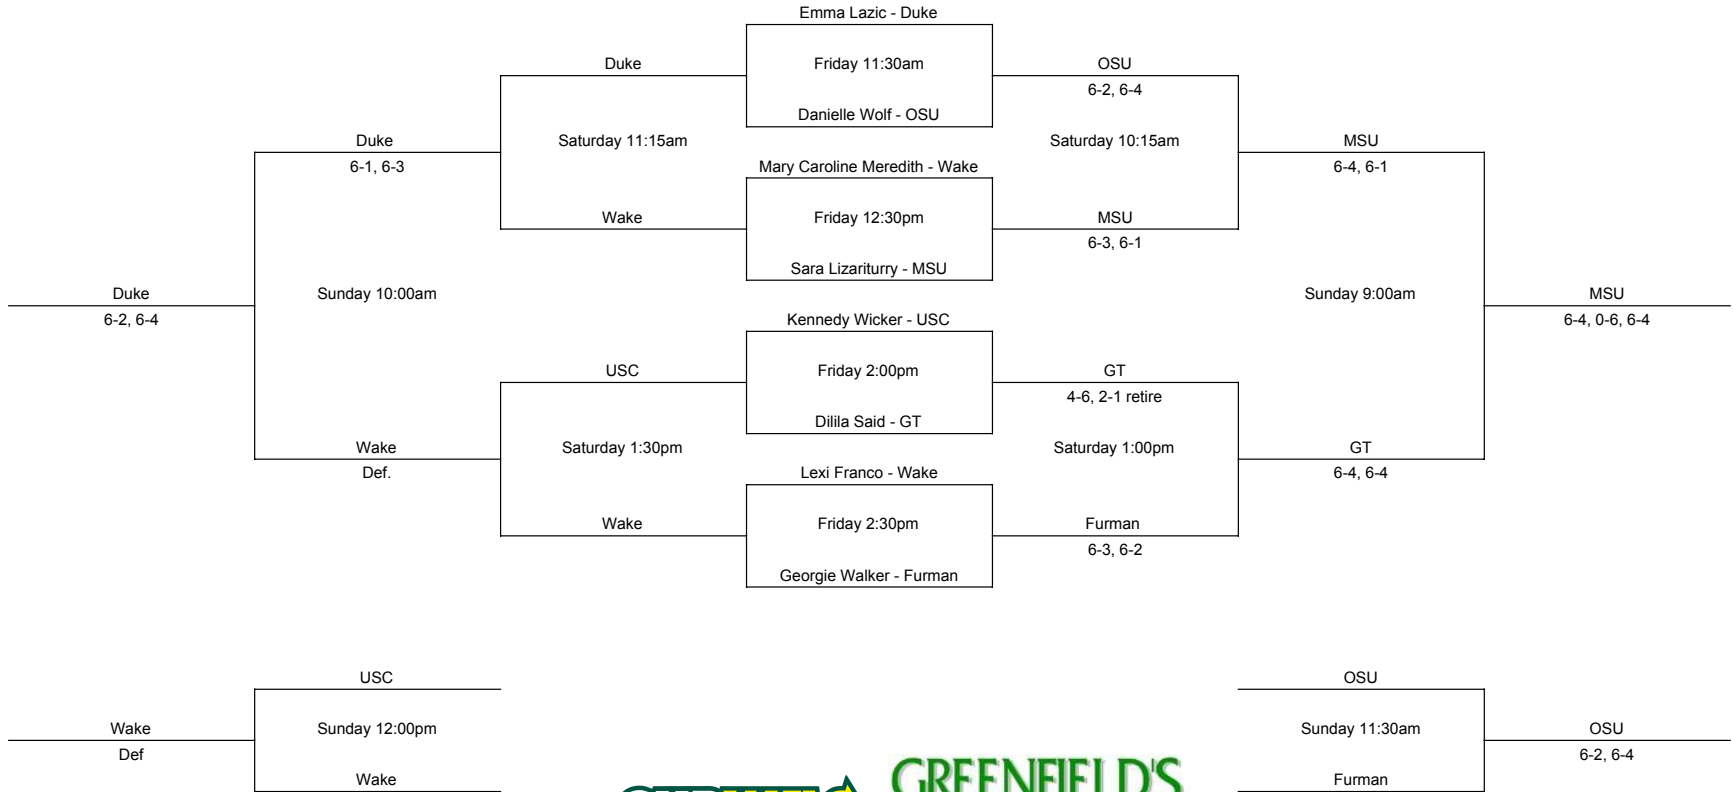 Emma Lazic - Duke
Duke
Friday 11:30am
OSU
6-2, 6-4
Danielle Wolf - OSU
Duke
Saturday 11:15am
Saturday 10:15am
MSU
6-1, 6-3
Mary Caroline Meredith - Wake
6-4, 6-1
Wake
Friday 12:30pm
MSU
6-3, 6-1
Sara Lizariturry - MSU
Duke
Sunday 10:00am
Sunday 9:00am
MSU
6-2, 6-4
Kennedy Wicker - USC
6-4, 0-6, 6-4
USC
Friday 2:00pm
GT
4-6, 2-1 retire
Dilila Said - GT
Wake
Saturday 1:30pm
Saturday 1:00pm
GT
Def.
Lexi Franco - Wake
6-4, 6-4
Wake
Friday 2:30pm
Furman
6-3, 6-2
Georgie Walker - Furman
USC
OSU
Wake
Sunday 12:00pm
Sunday 11:30am
OSU
Def
6-2, 6-4
Wake
GREENFIELD'S
Furman